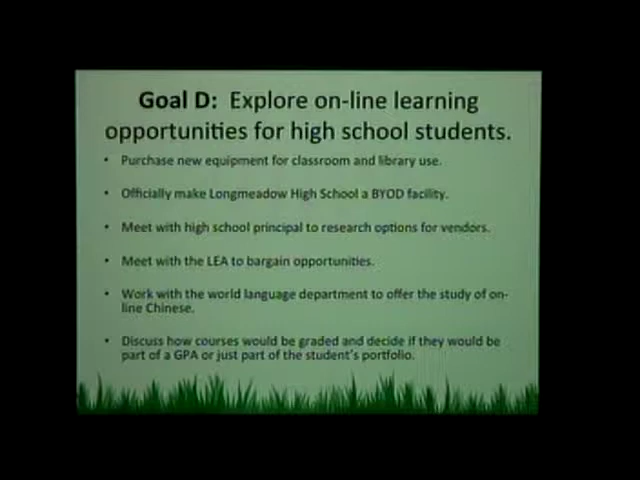 Goal D: Explore on-line learning
opportunities for high school students.
• Purchase new equipment for classroom and library use.
• Officially make Longmeadow High School a BYOD facility.
• Meet with high school principal to research options for vendors.
• Meet with the LEA to bargain opportunities.
• Work with the world language department to offer the study of on-
line Chinese.
• Discuss how courses would be graded and decide if they would be
part of a GPA or just part of the student's portfolio.